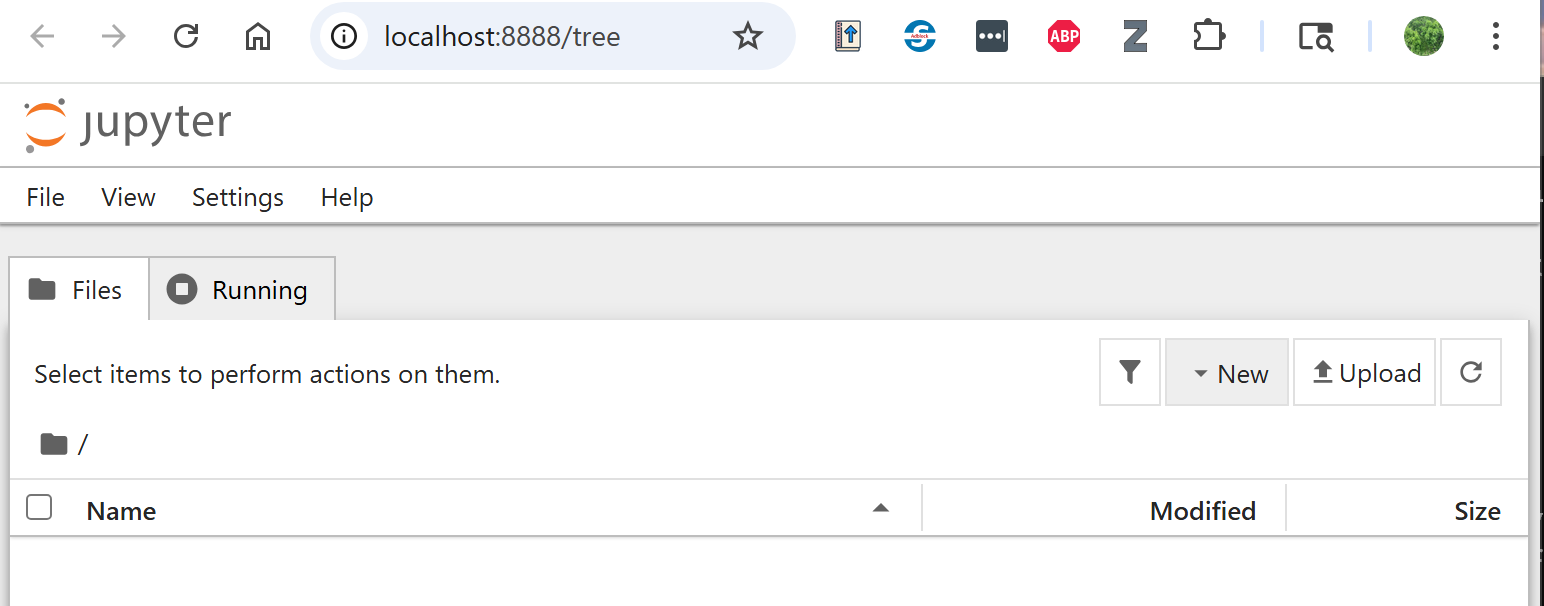 localhost:8888/tree
Adblock
ABP
Z
jupyter
File View Settings Help
Files Running
Select items to perform actions on them.
New Upload
/
Name Modified Size